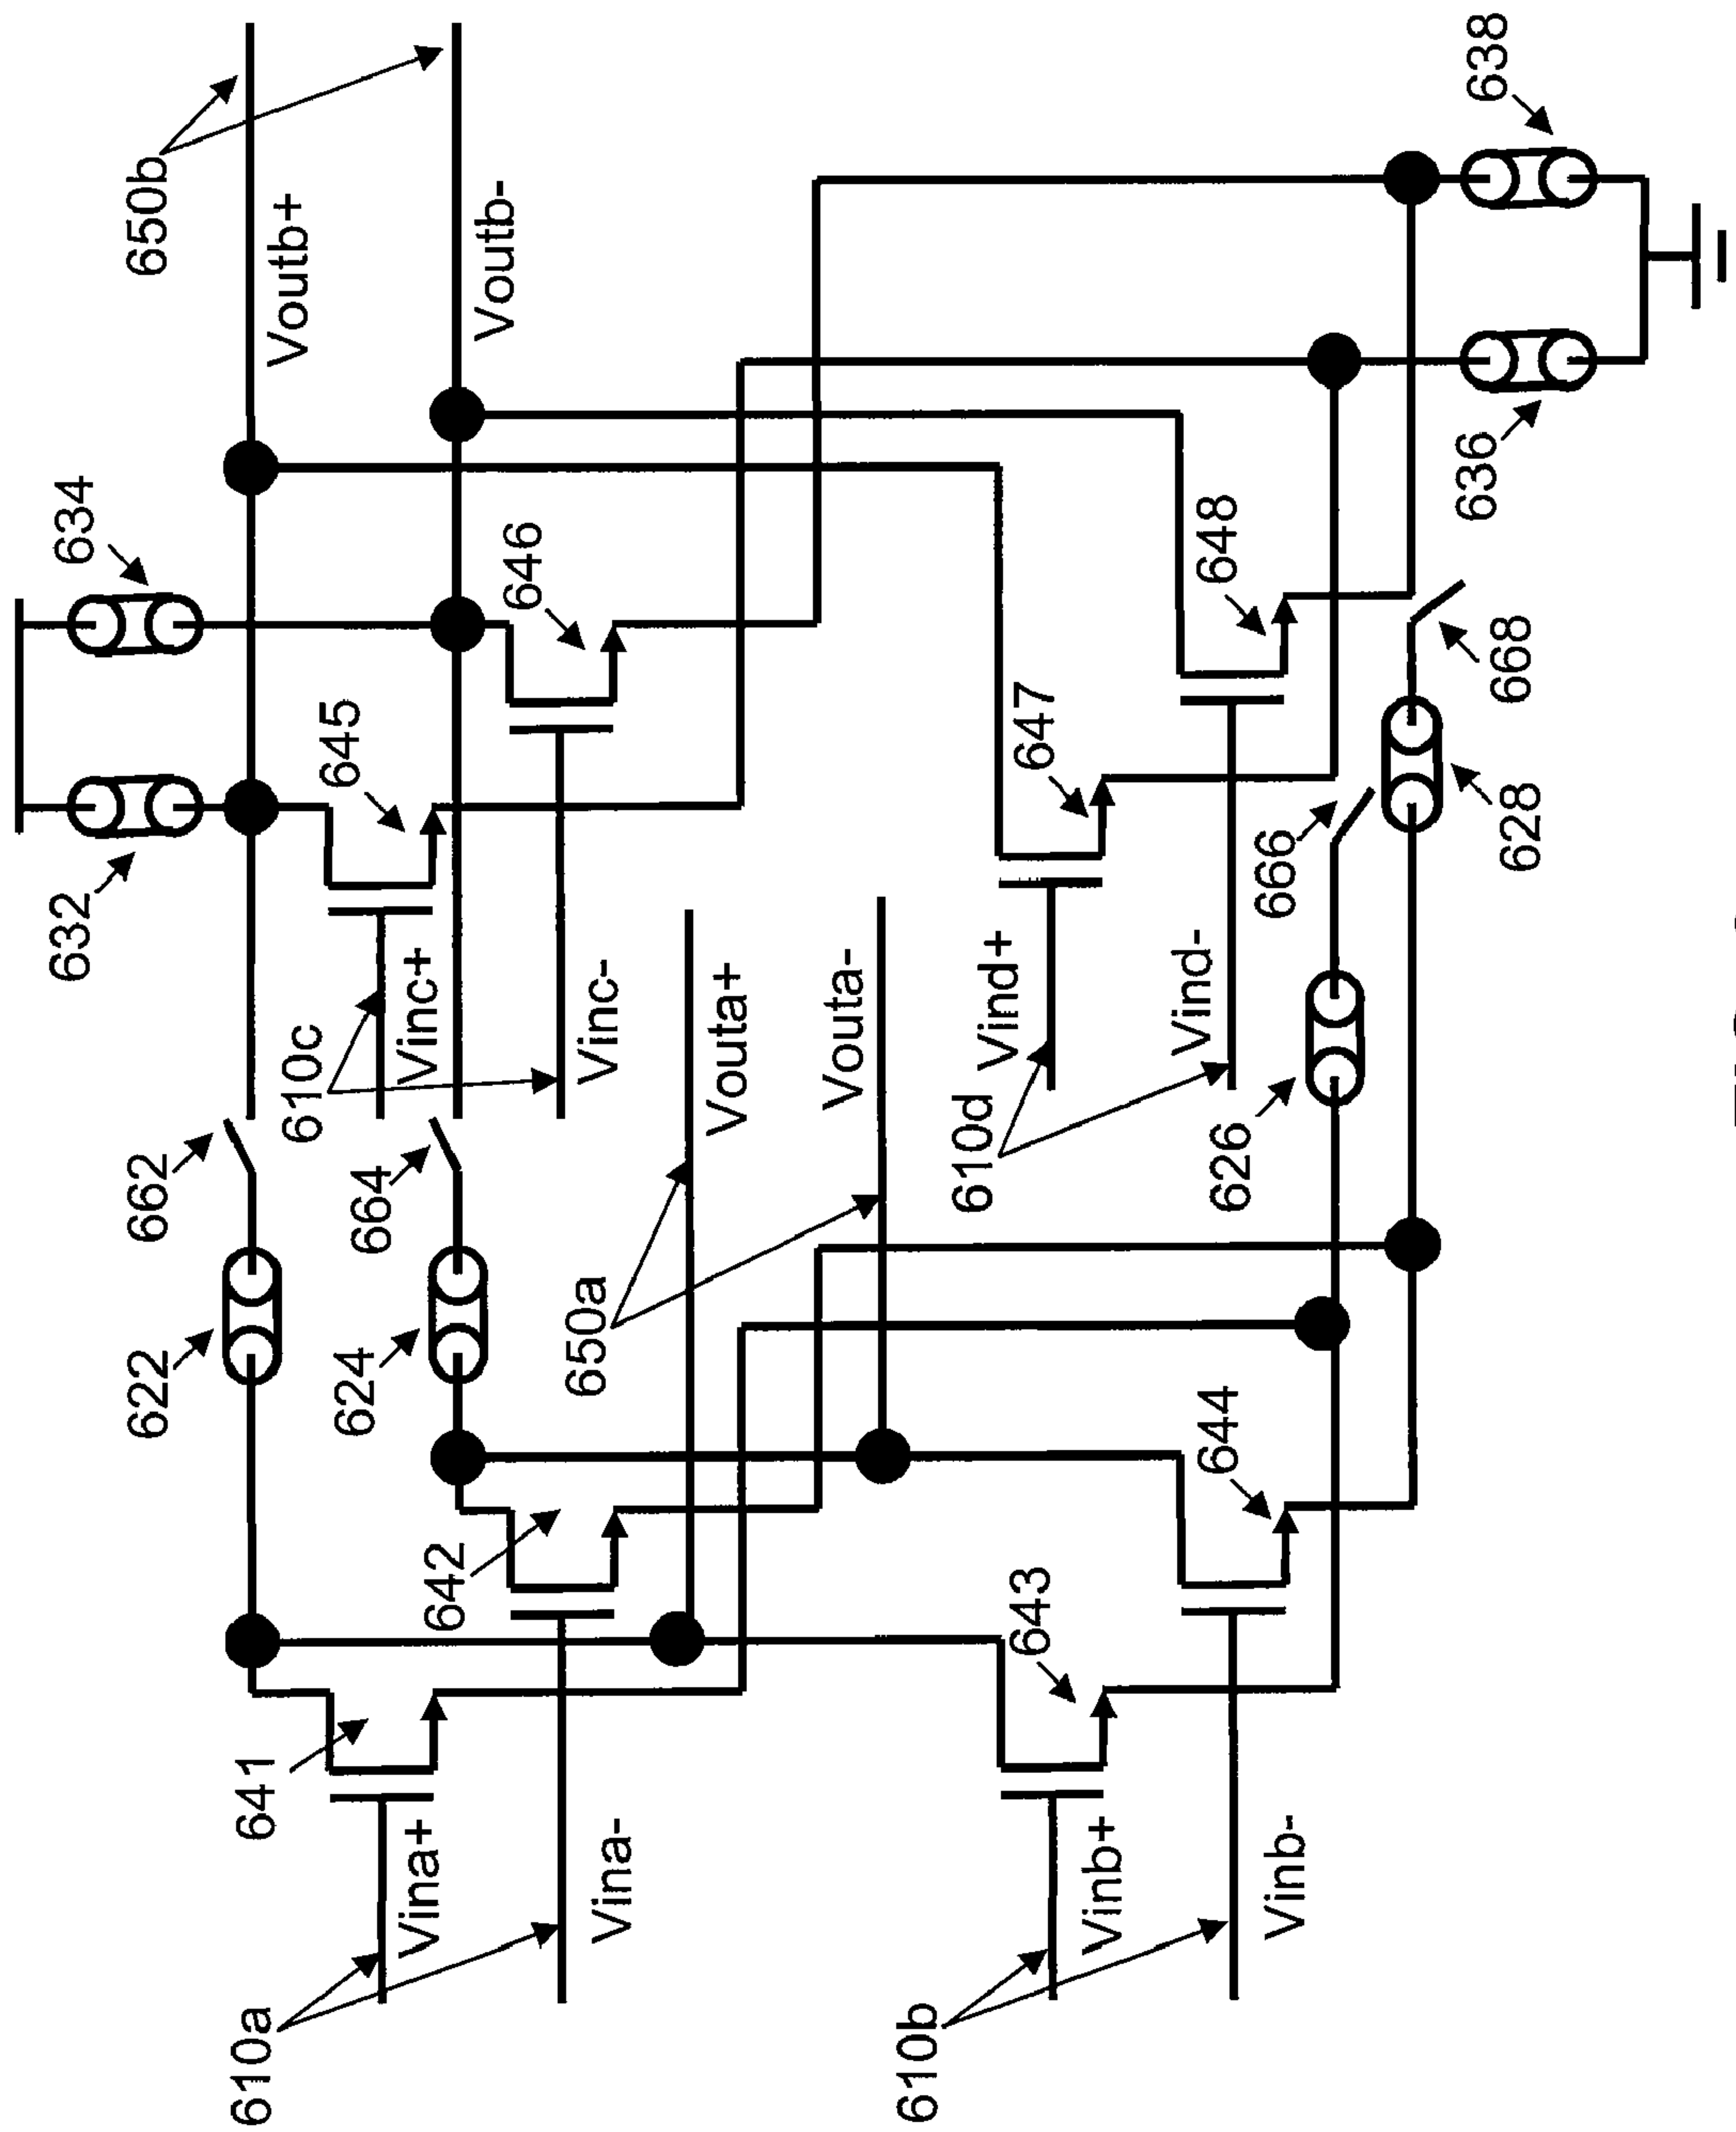 650b
Voutb+
Voutb-
634
632
645
646
638
636
610c
Vinc+
Vinc-
662
664
622
624
650a
Vouta+
Vouta-
647
648
Vind+
Vind-
610d
666
668
626
628
641
642
643
644
Vina+
Vina-
610a
Vinb+
Vinb-
610b